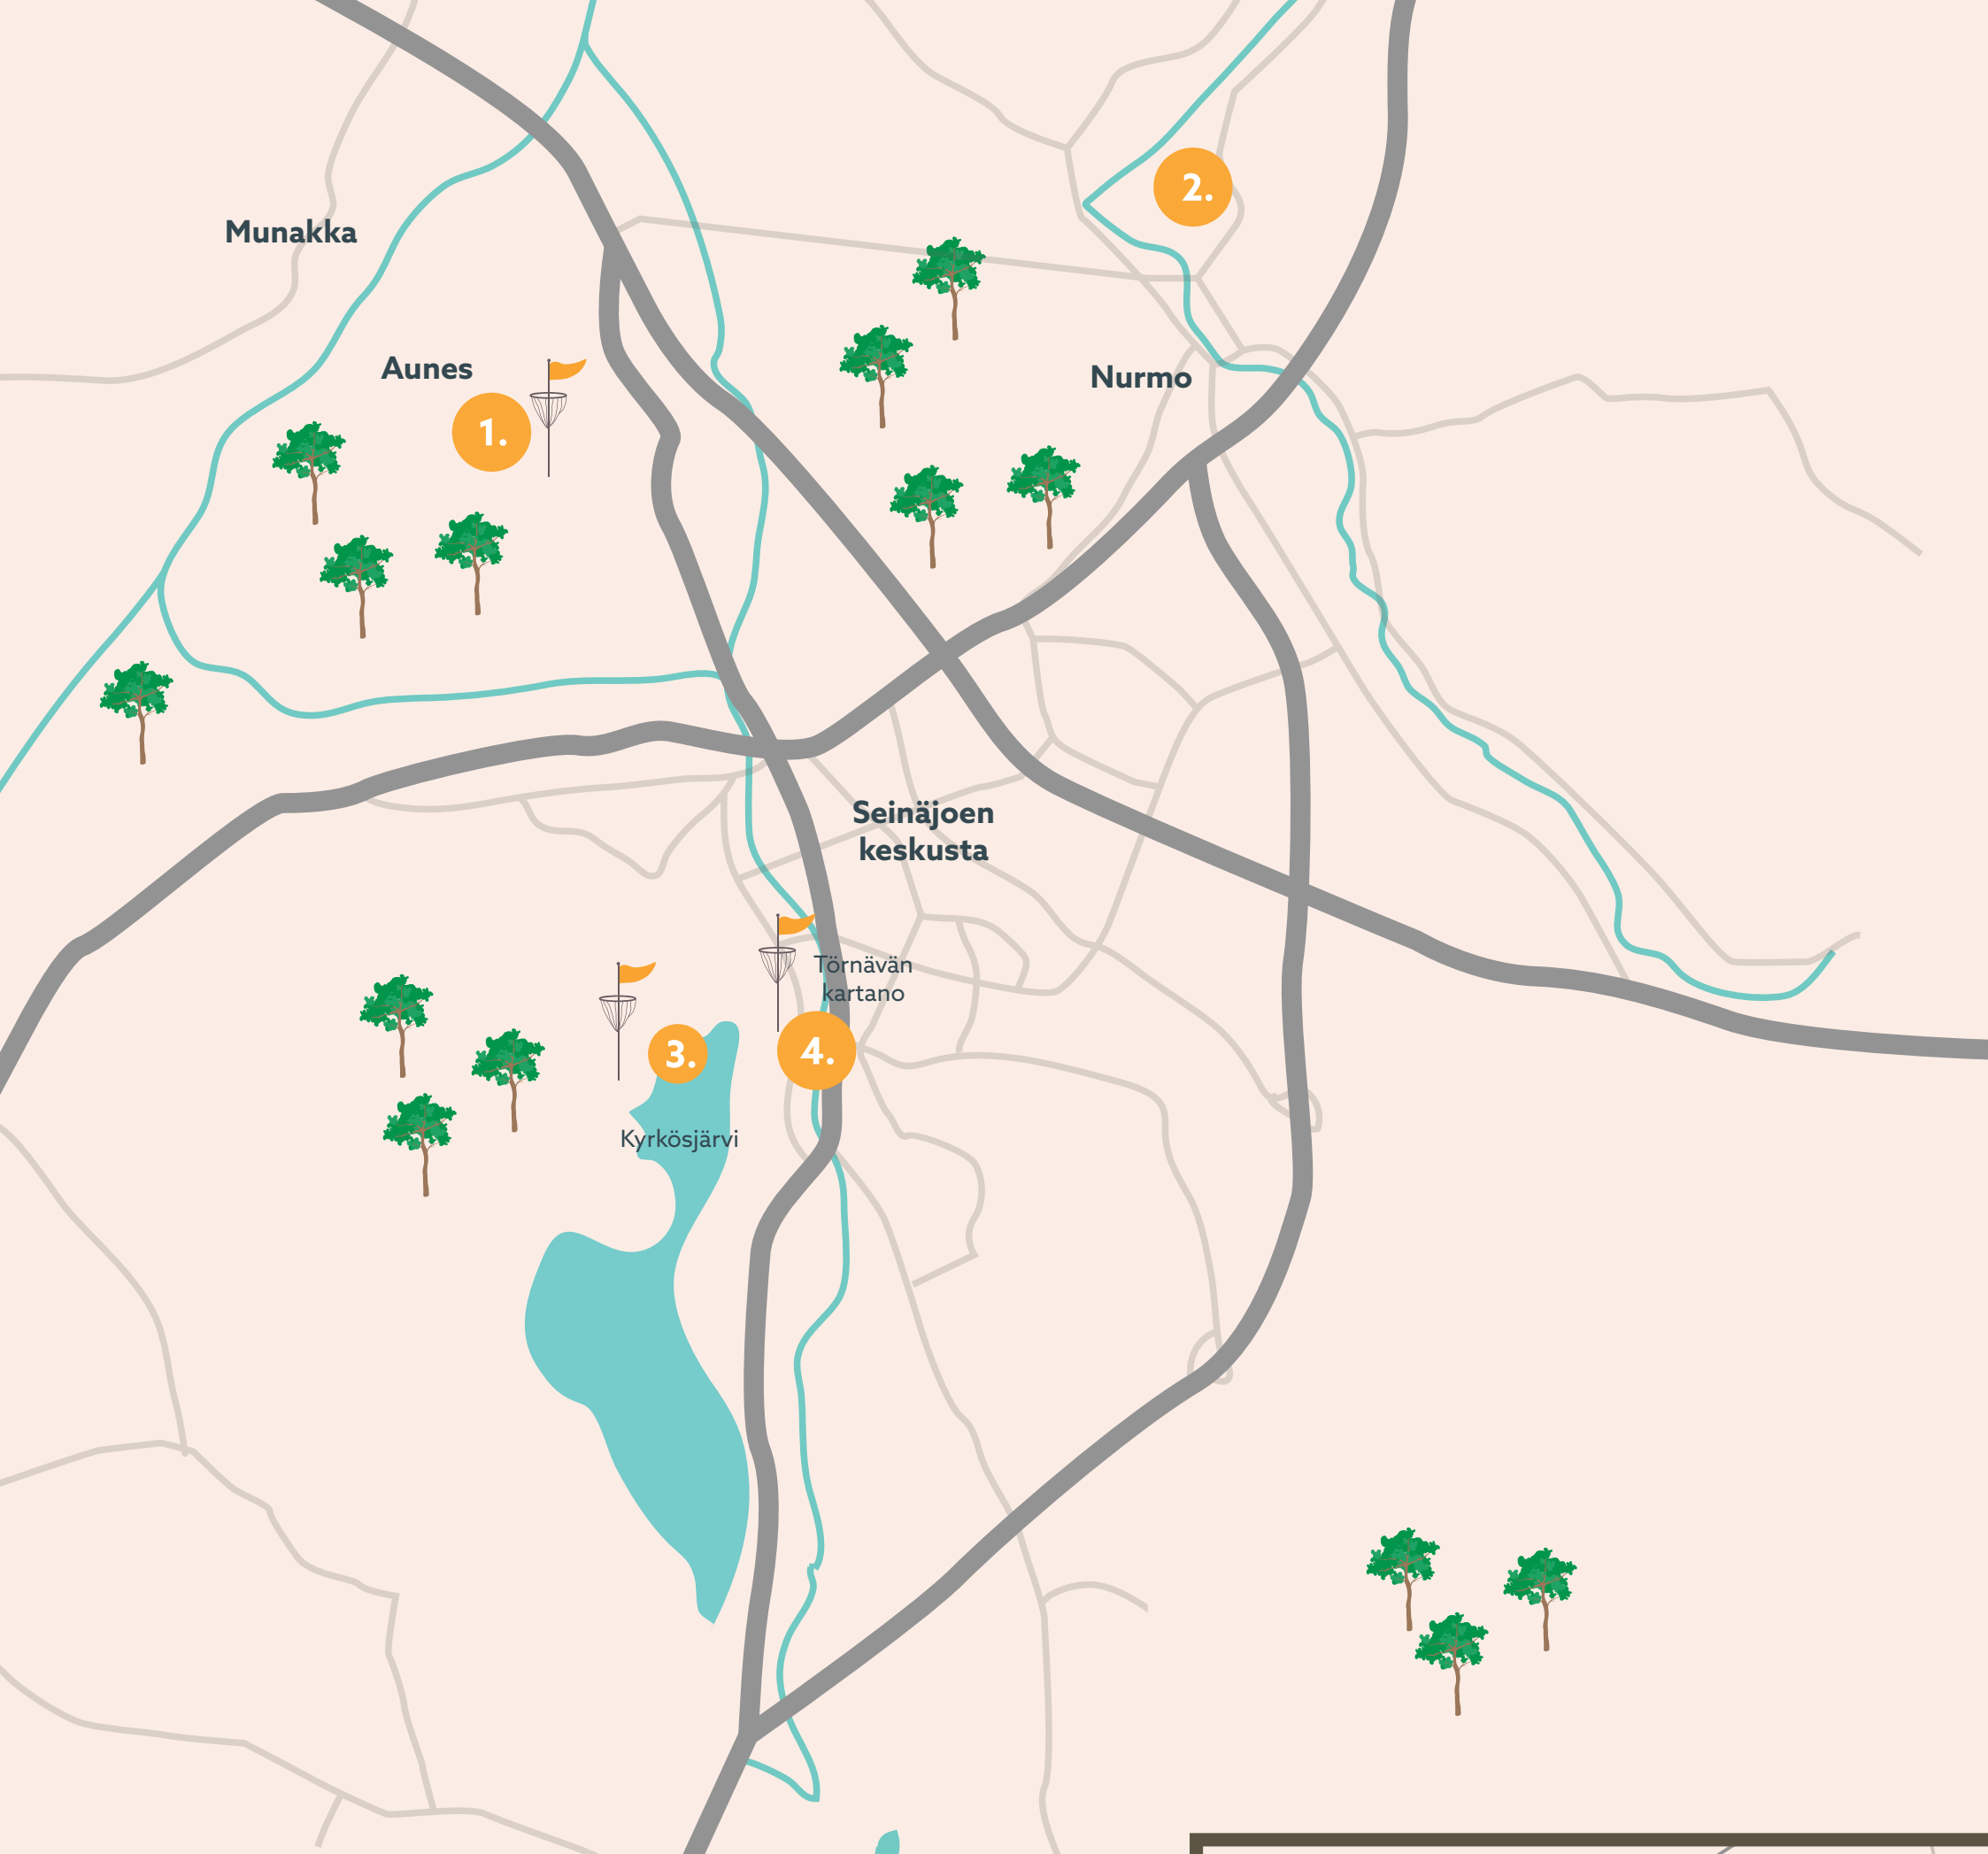 2.
Munakka
Aunes
Nurmo
1.
Seinäjoen
keskusta
Törnävän
kartano
3.
4.
Kyrkösjärvi